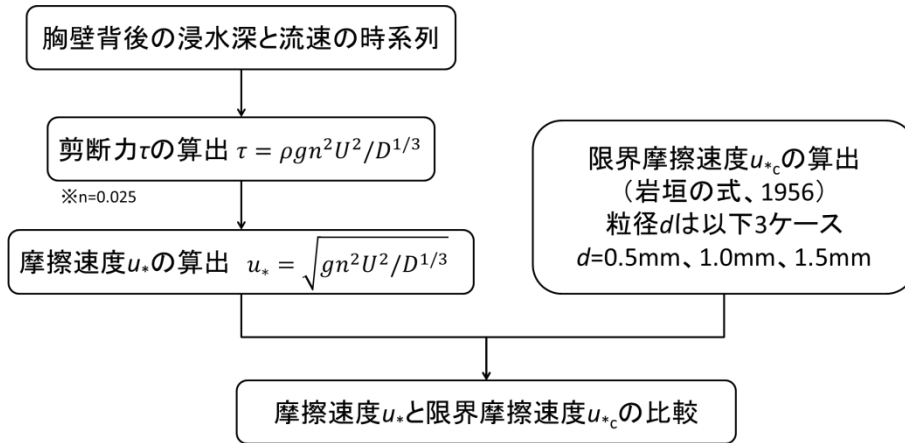 胸壁背後の浸水深と流速の時系列
剪断力τの算出 τ = ρgn²U²/D^{1/3}
※n=0.025
摩擦速度u*の算出 u* = √(gn²U²/D^{1/3})
限界摩擦速度u*cの算出
(岩垣の式、1956)
粒径dは以下3ケース
d=0.5mm、1.0mm、1.5mm
摩擦速度u*と限界摩擦速度u*cの比較